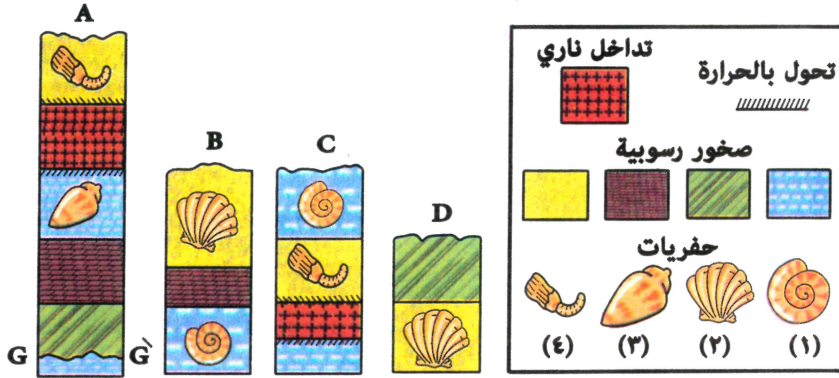 A
B
C
D
G
G'
تداخل ناري
تحول بالحرارة
صخور رسوبية
حفريات
(١)
(٢)
(٣)
(٤)